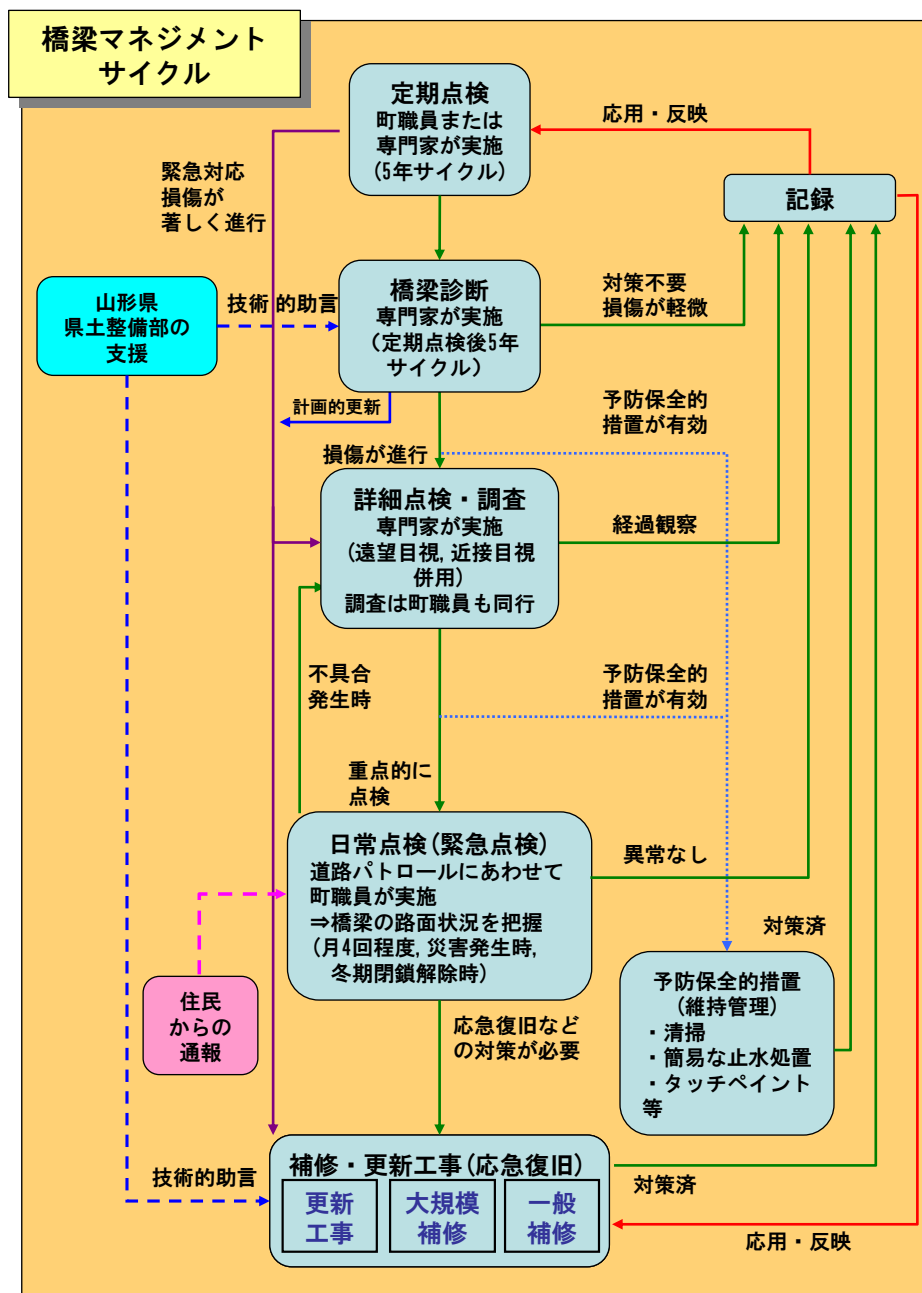 橋梁マネジメント
サイクル
定期点検
町職員または
専門家が実施
(5年サイクル)
応用・反映
緊急対応
損傷が
著しく進行
記録
山形県
県土整備部の
支援
技術的助言
橋梁診断
専門家が実施
(定期点検後5年
サイクル)
対策不要
損傷が軽微
計画的更新
予防保全的
措置が有効
損傷が進行
詳細点検・調査
専門家が実施
(遠望目視,近接目視
併用)
調査は町職員も同行
経過観察
不具合
発生時
予防保全的
措置が有効
重点的に
点検
日常点検(緊急点検)
道路パトロールにあわせて
町職員が実施
⇒橋梁の路面状況を把握
(月4回程度,災害発生時,
冬期閉鎖解除時)
異常なし
対策済
住民
からの
通報
応急復旧など
の対策が必要
予防保全的措置
(維持管理)
・清掃
・簡易な止水処置
・タッチペイント
等
技術的助言
補修・更新工事(応急復旧)
更新
工事
大規模
補修
一般
補修
対策済
応用・反映